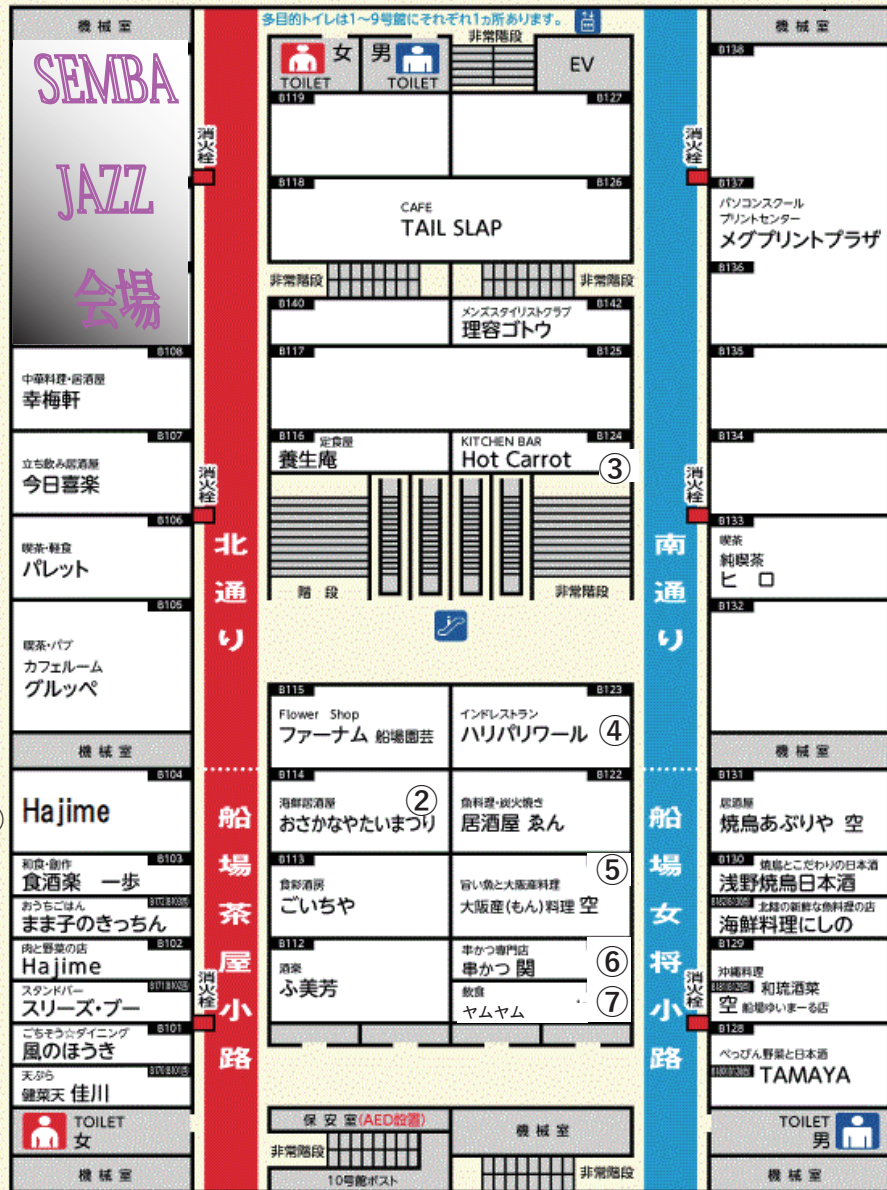 多目的トイレは1～9号館にそれぞれ1ヵ所あります。
機械室
SEMBA
JAZZ
会場
B108
中華料理・居酒屋
幸梅軒
B107
立ち飲み居酒屋
今日喜楽
B106
喫茶・軽食
パレット
B105
喫茶・パブ
カフェルーム
グルッペ
機械室
B104
Hajime
和食・創作
B103
食酒楽 一歩
おうちごはん
まま子のきっちん
肉と野菜の店
B102
Hajime
スタンドバー
スリーズ・ブー
ごちそう☆ダイニング
B101
風のほうき
天ぷら
健菜天 佳川
TOILET
女
機械室
消火栓
消火栓
消火栓
北通り
船場茶屋小路
女
TOILET
男
TOILET
非常階段
EV
B119
B127
B118
B126
CAFE
TAIL SLAP
非常階段
非常階段
B140
B142
メンズスタイリストクラブ
理容ゴトウ
B117
B125
B116
定食屋
養生庵
KITCHEN BAR
B124
Hot Carrot
③
階段
非常階段
B115
Flower Shop
ファーナム 船場園芸
B123
インドレストラン
ハリパリワール
④
B114
海鮮居酒屋
②
おさかなやたいまつり
B122
魚料理・炭火焼き
居酒屋 ゑん
B113
食彩酒房
ごいちや
⑤
旨い魚と大阪産料理
大阪産(もん)料理 空
B112
酒楽
ふ美芳
串かつ専門店
串かつ 関
⑥
飲食
ヤムヤム
⑦
保安室(AED設置)
非常階段
10号館ポスト
機械室
非常階段
消火栓
消火栓
消火栓
南通り
船場女将小路
機械室
B138
B137
パソコンスクール
プリントセンター
メグプリントプラザ
B136
B135
B134
B133
喫茶
純喫茶
ヒロ
B132
機械室
B131
居酒屋
焼鳥あぶりや 空
B130
焼鳥とこだわりの日本酒
浅野焼鳥日本酒
北陸の新鮮な魚料理の店
海鮮料理にしの
B129
沖縄料理
和琉酒菜
空 船場ゆいまーる店
B128
べっぴん野菜と日本酒
TAMAYA
TOILET
男
機械室